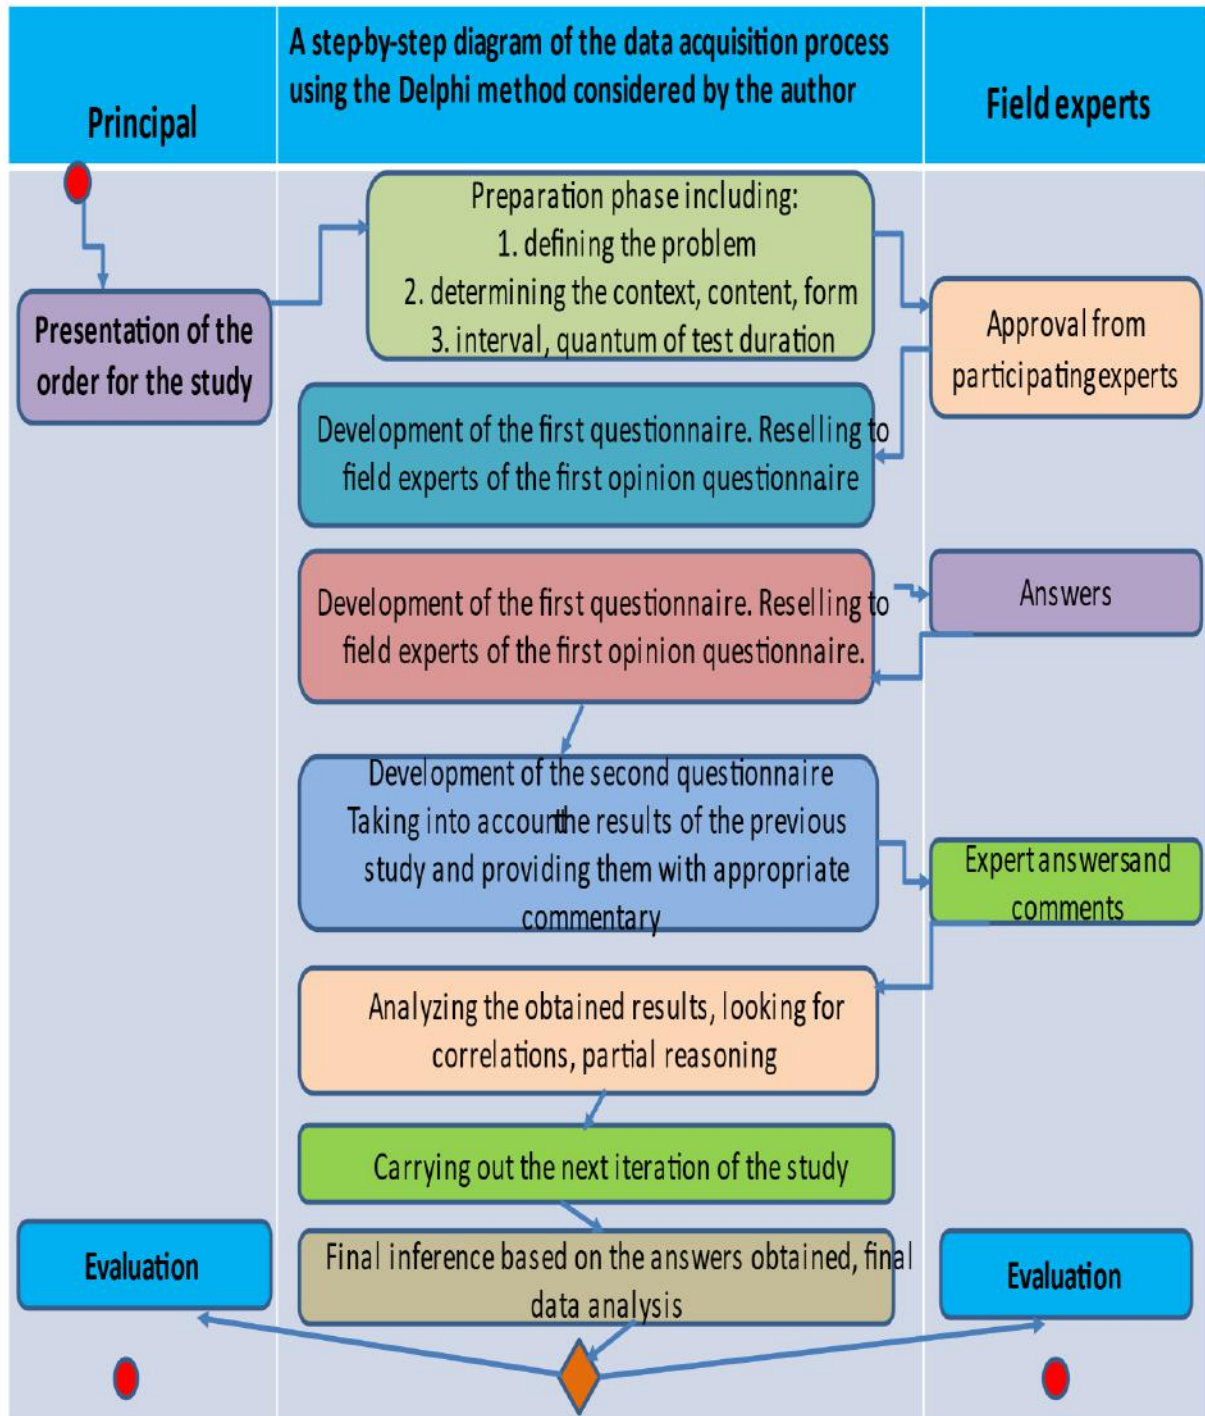 Principal
A step-by-step diagram of the data acquisition process
using the Delphi method considered by the author
Field experts
Presentation of the
order for the study
Preparation phase including:
1. defining the problem
2. determining the context, content, form
3. interval, quantum of test duration
Approval from
participating experts
Development of the first questionnaire. Reselling to
field experts of the first opinion questionnaire
Development of the first questionnaire. Reselling to
field experts of the first opinion questionnaire.
Answers
Development of the second questionnaire
Taking into account the results of the previous
study and providing them with appropriate
commentary
Expert answers and
comments
Analyzing the obtained results, looking for
correlations, partial reasoning
Carrying out the next iteration of the study
Evaluation
Final inference based on the answers obtained, final
data analysis
Evaluation